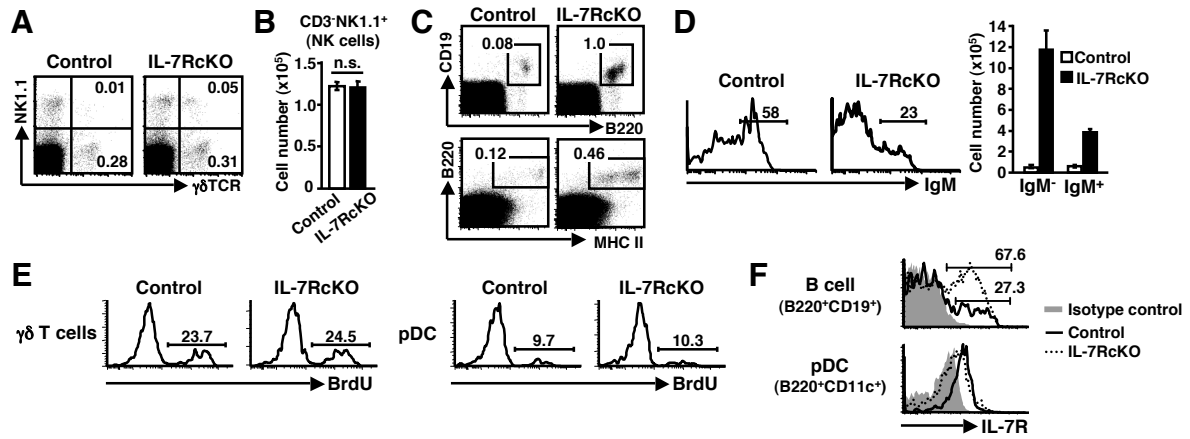 A
Control
IL-7RcKO
NK1.1
0.01
0.05
0.28
0.31
γδTCR
B
CD3-NK1.1+
(NK cells)
n.s.
Cell number (x10⁵)
1.5
1.0
0.5
0
Control
IL-7RcKO
C
Control
IL-7RcKO
CD19
0.08
1.0
B220
B220
0.12
0.46
MHC II
D
Control
IL-7RcKO
58
23
IgM
Cell number (x10⁵)
14
12
10
8
6
4
2
0
Control
IL-7RcKO
IgM-
IgM+
E
Control
IL-7RcKO
γδ T cells
23.7
24.5
BrdU
Control
IL-7RcKO
pDC
9.7
10.3
BrdU
F
B cell
(B220+CD19+)
67.6
27.3
Isotype control
Control
IL-7RcKO
pDC
(B220+CD11c+)
IL-7R